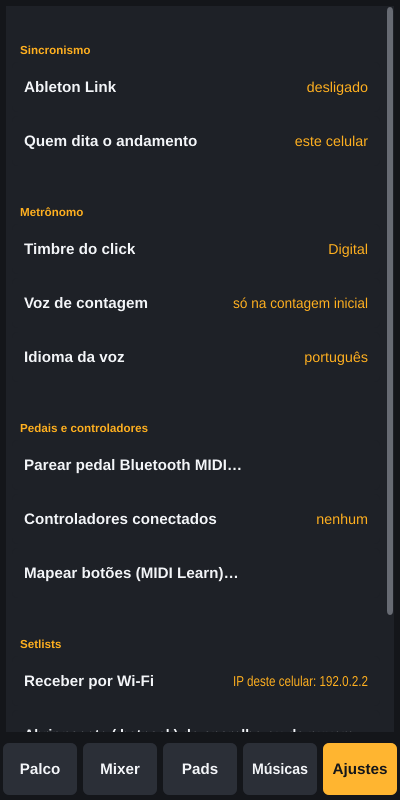 Sincronismo
Ableton Link desligado
Quem dita o andamento este celular
Metrônomo
Timbre do click Digital
Voz de contagem só na contagem inicial
Idioma da voz português
Pedais e controladores
Parear pedal Bluetooth MIDI…
Controladores conectados nenhum
Mapear botões (MIDI Learn)…
Setlists
Receber por Wi-Fi IP deste celular: 192.0.2.2
Palco Mixer Pads Músicas Ajustes